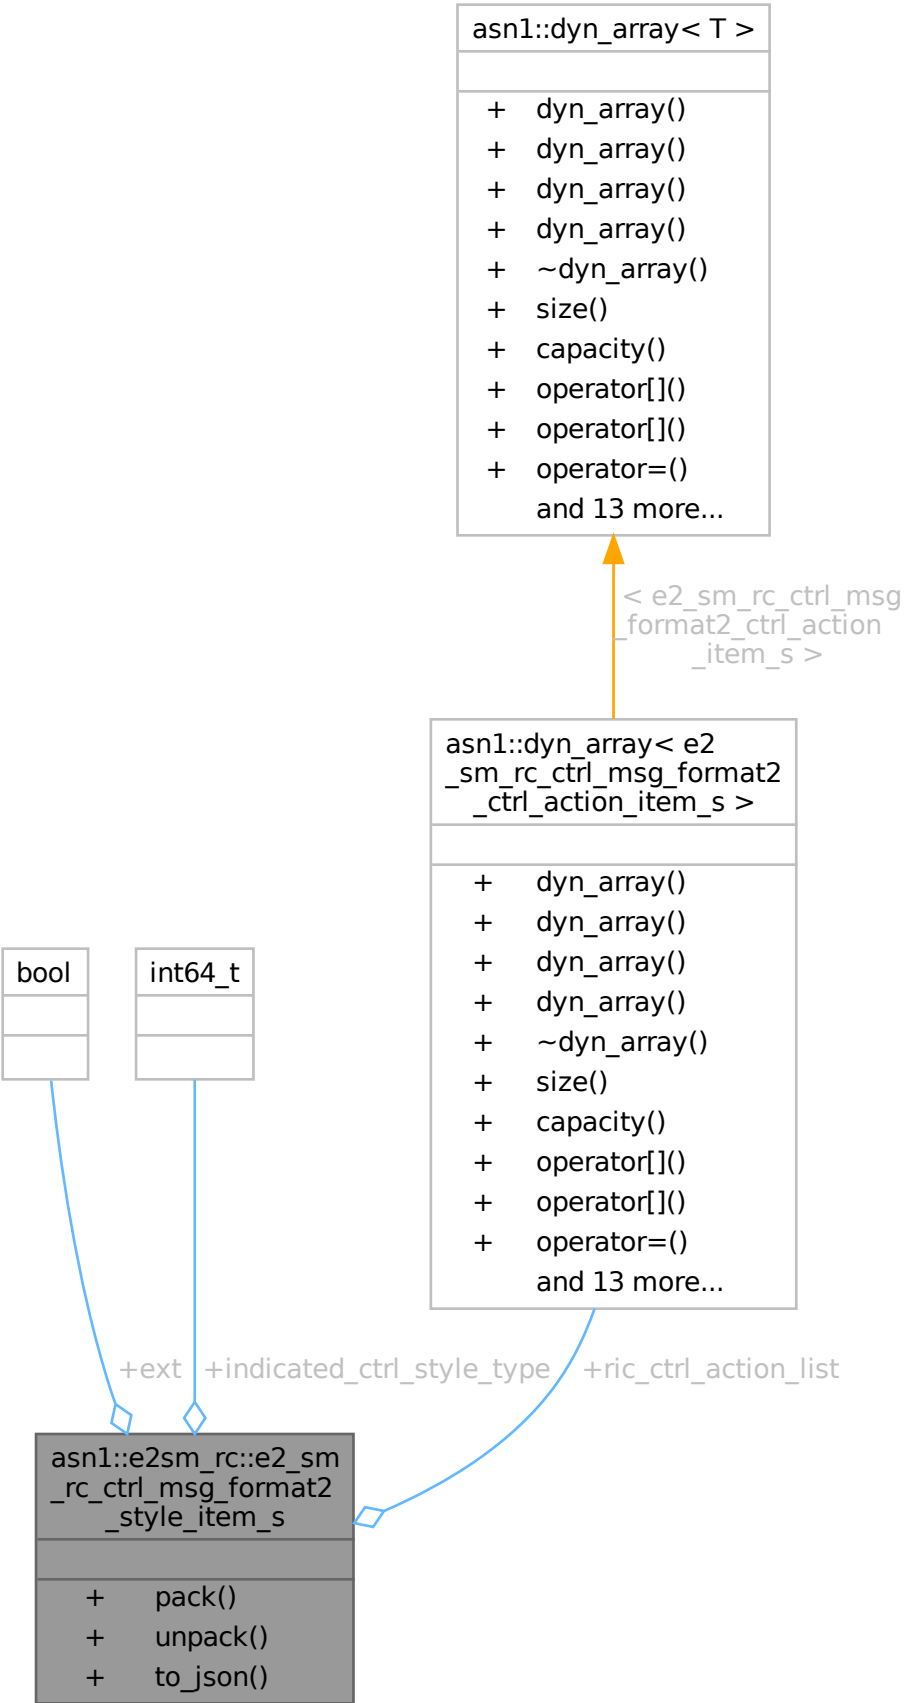 asn1::dyn_array< T >
+ dyn_array()
+ dyn_array()
+ dyn_array()
+ dyn_array()
+ ~dyn_array()
+ size()
+ capacity()
+ operator[]()
+ operator[]()
+ operator=()
and 13 more...
< e2_sm_rc_ctrl_msg
_format2_ctrl_action
_item_s >
asn1::dyn_array< e2
_sm_rc_ctrl_msg_format2
_ctrl_action_item_s >
+ dyn_array()
+ dyn_array()
+ dyn_array()
+ dyn_array()
+ ~dyn_array()
+ size()
+ capacity()
+ operator[]()
+ operator[]()
+ operator=()
and 13 more...
bool
int64_t
+ext
+indicated_ctrl_style_type
+ric_ctrl_action_list
asn1::e2sm_rc::e2_sm
_rc_ctrl_msg_format2
_style_item_s
+ pack()
+ unpack()
+ to_json()